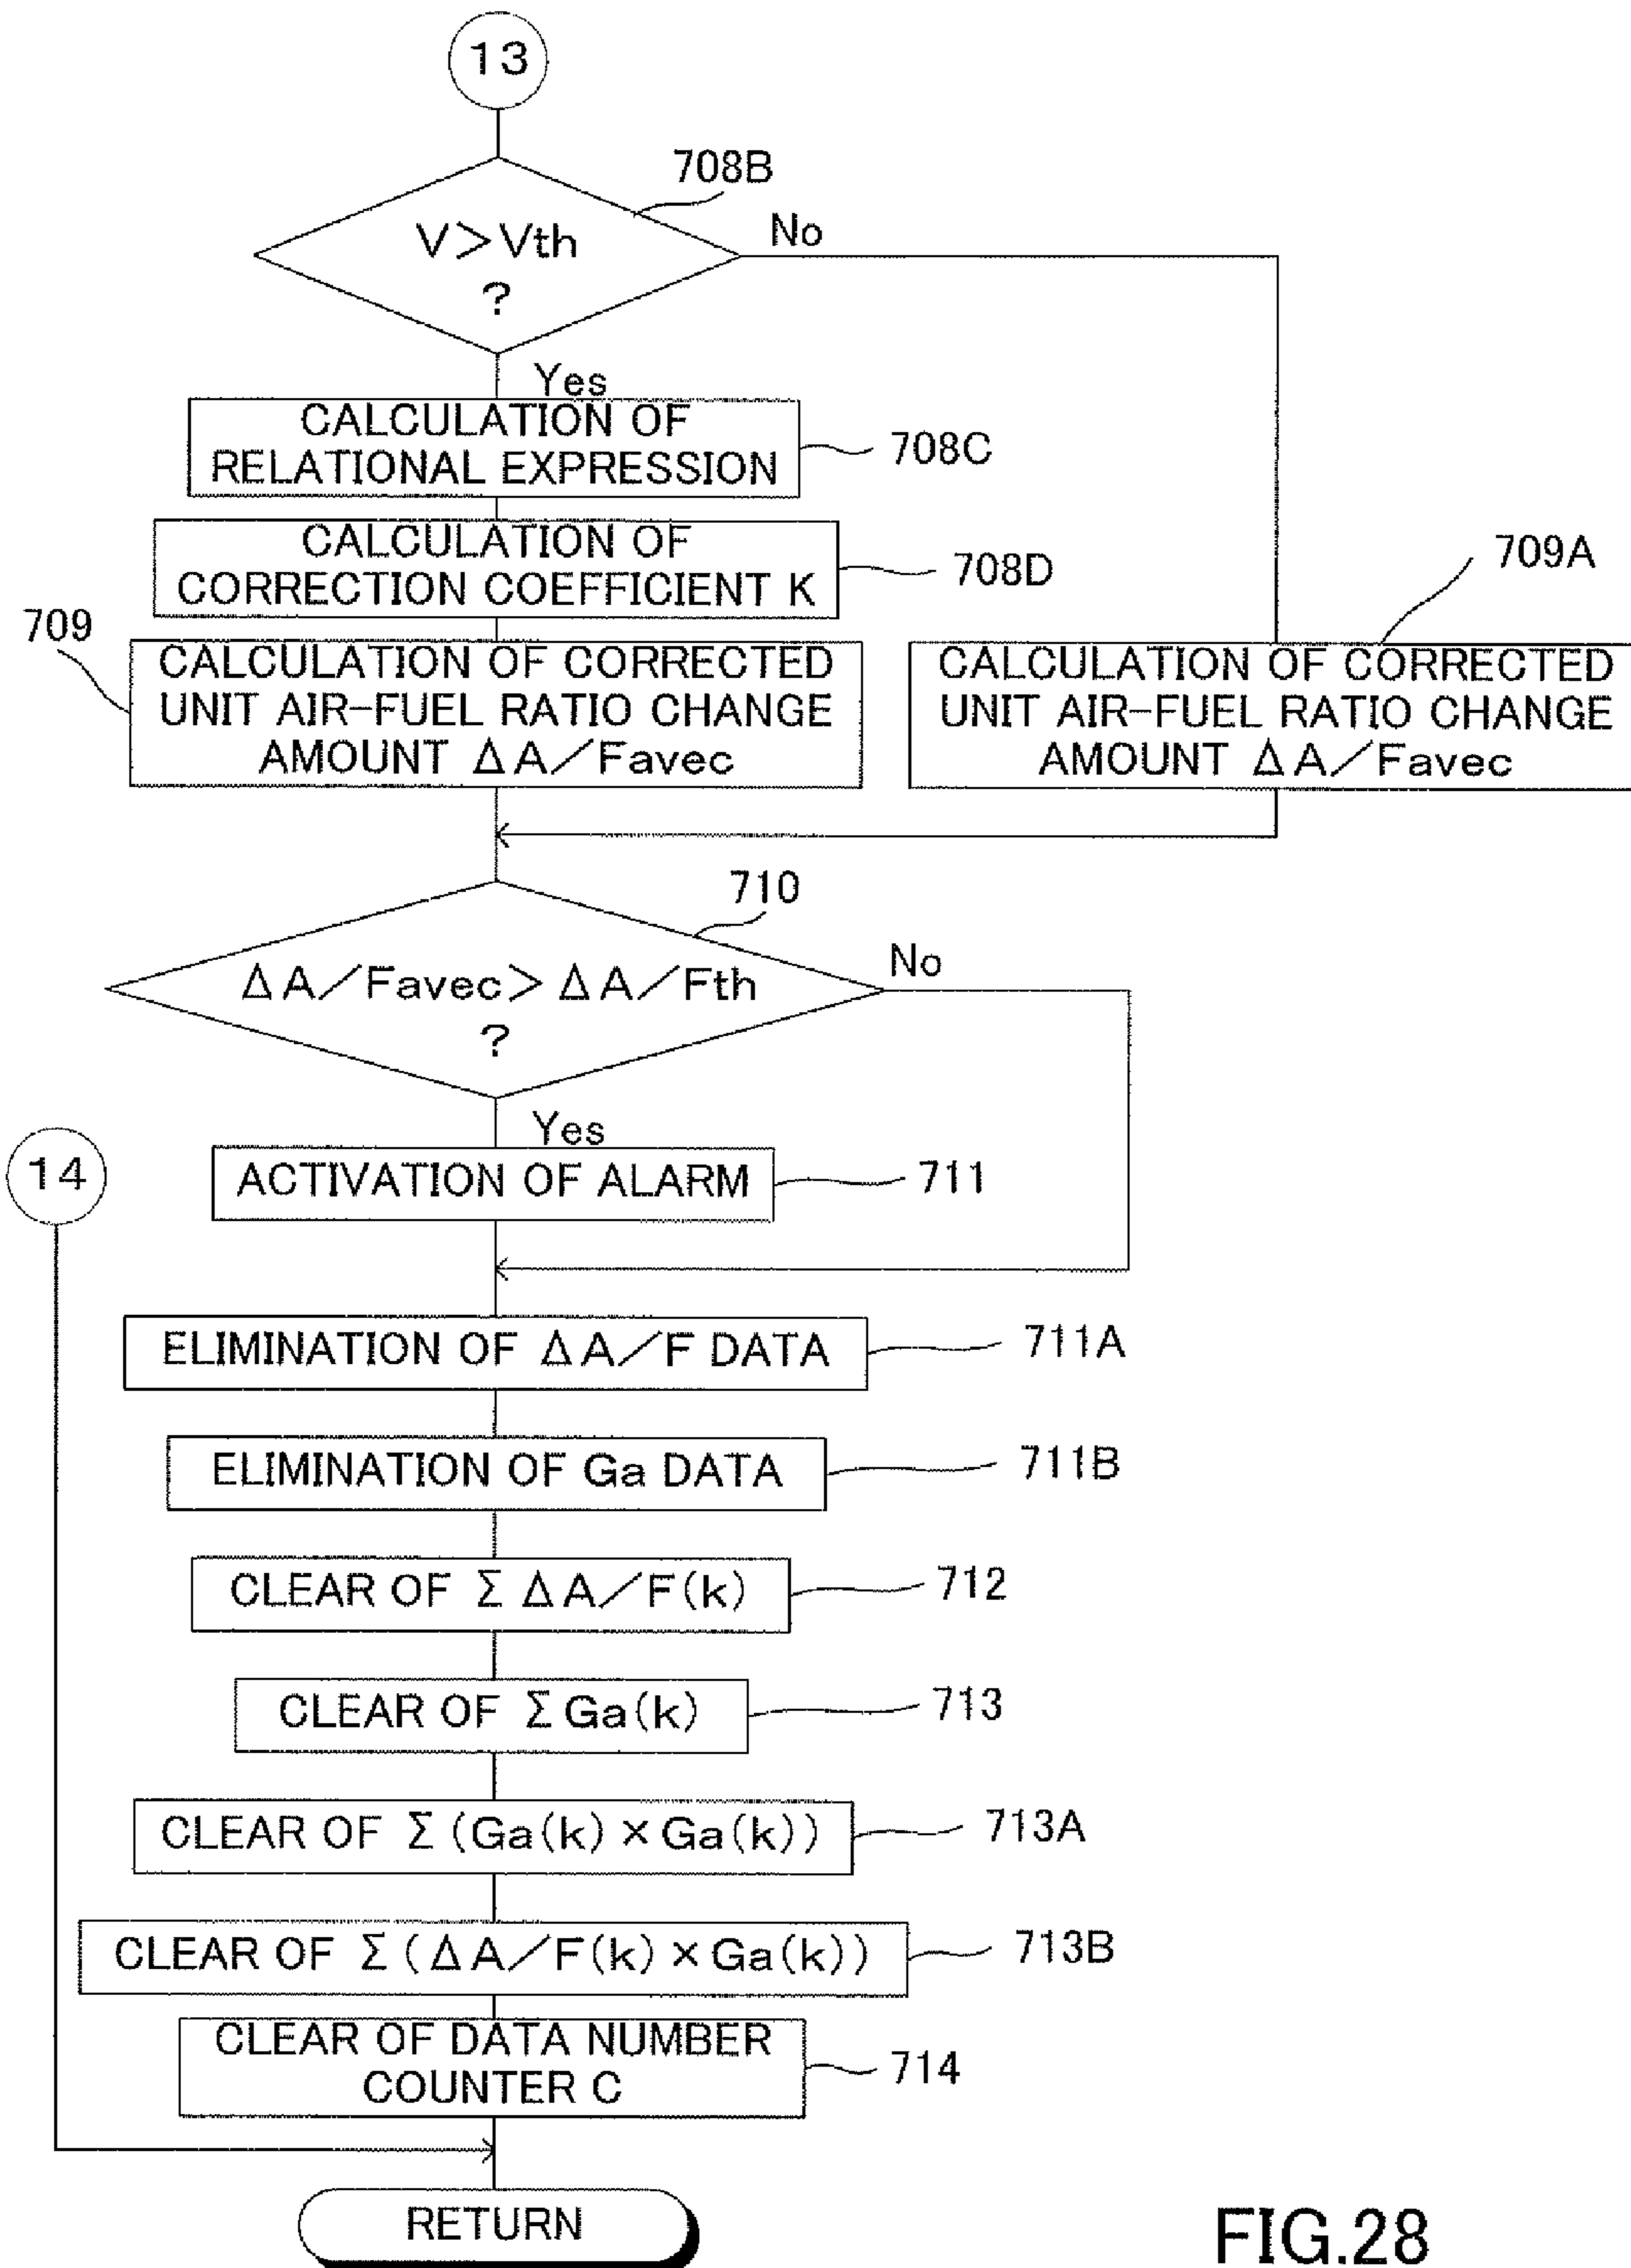 13
708B
V>Vth
?
No
Yes
CALCULATION OF
RELATIONAL EXPRESSION
708C
CALCULATION OF
CORRECTION COEFFICIENT K
708D
709
CALCULATION OF CORRECTED
UNIT AIR-FUEL RATIO CHANGE
AMOUNT ΔA/Favec
709A
CALCULATION OF CORRECTED
UNIT AIR-FUEL RATIO CHANGE
AMOUNT ΔA/Favec
710
ΔA/Favec>ΔA/Fth
?
No
Yes
14
ACTIVATION OF ALARM
711
ELIMINATION OF ΔA/F DATA
711A
ELIMINATION OF Ga DATA
711B
CLEAR OF ΣΔA/F(k)
712
CLEAR OF ΣGa(k)
713
CLEAR OF Σ(Ga(k)×Ga(k))
713A
CLEAR OF Σ(ΔA/F(k)×Ga(k))
713B
CLEAR OF DATA NUMBER
COUNTER C
714
RETURN
FIG.28